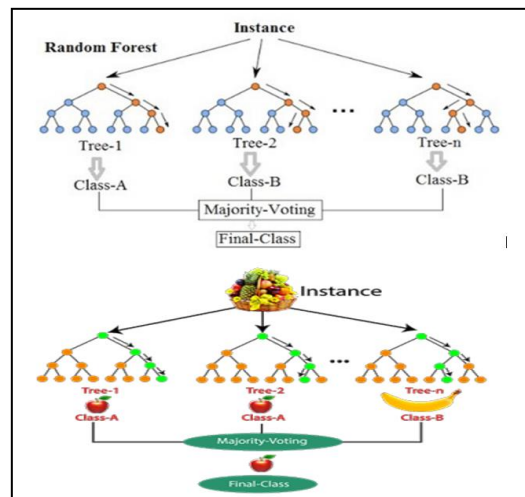 Instance
Random Forest
...
Tree-1 Tree-2 Tree-n
Class-A Class-B Class-B
Majority-Voting
Final-Class
Instance
...
Tree-1 Tree-2 Tree-n
Class-A Class-A Class-B
Majority-Voting
Final-Class